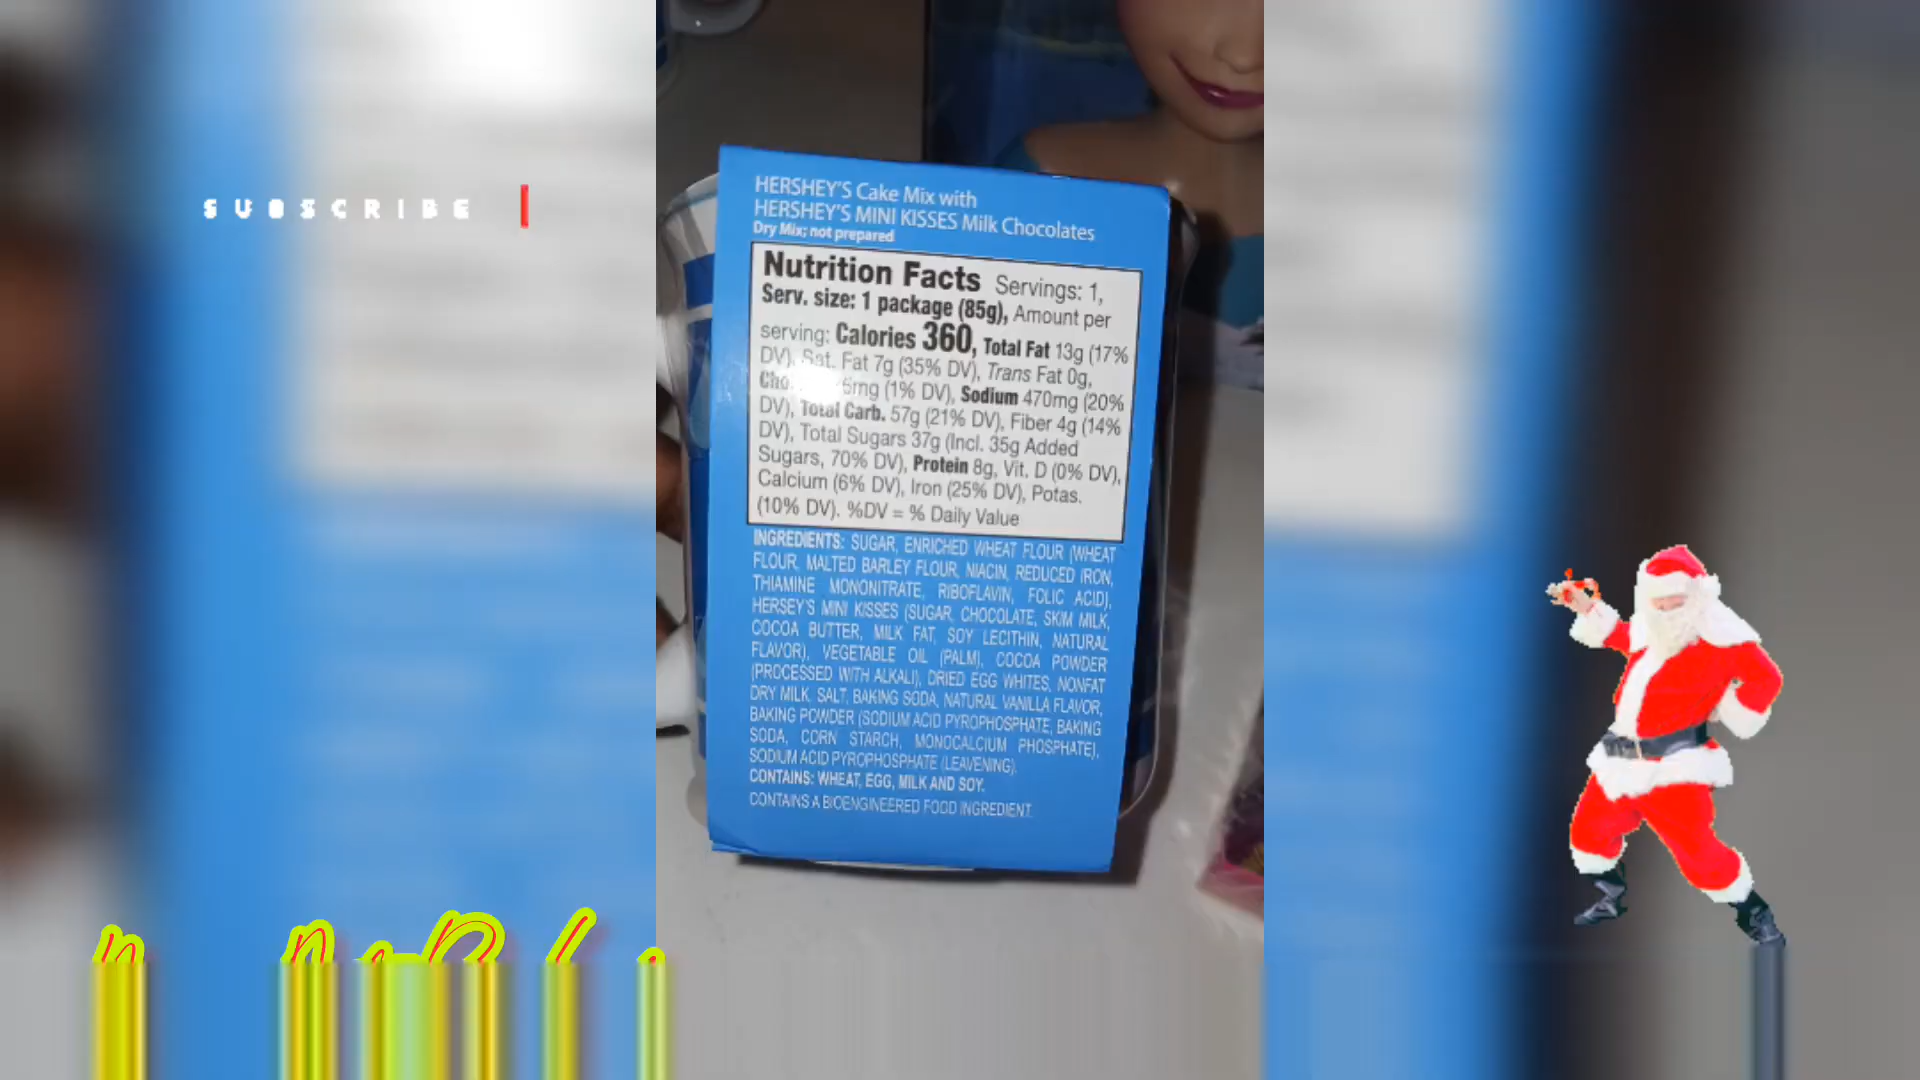 SUBSCRIBE
HERSHEY'S Cake Mix with
HERSHEY'S MINI KISSES Milk Chocolates
Dry Mix; not prepared
Nutrition Facts Servings: 1,
Serv. size: 1 package (85g), Amount per
serving: Calories 360, Total Fat 13g (17%
DV), Sat. Fat 7g (35% DV), Trans Fat 0g,
(1% DV), Sodium 470mg (20%
DV), Total Carb. 57g (21% DV), Fiber 4g (14%
DV), Total Sugars 37g (Incl. 35g Added
Sugars, 70% DV), Protein 8g, Vit. D (0% DV),
Calcium (6% DV), Iron (25% DV), Potas.
(10% DV). %DV = % Daily Value
INGREDIENTS: SUGAR, ENRICHED WHEAT FLOUR (WHEAT
FLOUR, MALTED BARLEY FLOUR, NIACIN, REDUCED IRON,
THIAMINE MONONITRATE, RIBOFLAVIN, FOLIC ACID),
HERSEY'S MINI KISSES (SUGAR, CHOCOLATE, SKIM MILK,
COCOA BUTTER, MILK FAT, SOY LECITHIN, NATURAL
FLAVOR), VEGETABLE OIL (PALM), COCOA POWDER
(PROCESSED WITH ALKALI), DRIED EGG WHITES, NONFAT
DRY MILK, SALT, BAKING SODA, NATURAL VANILLA FLAVOR,
BAKING POWDER (SODIUM ACID PYROPHOSPHATE, BAKING
SODA, CORN STARCH, MONOCALCIUM PHOSPHATE),
SODIUM ACID PYROPHOSPHATE (LEAVENING).
CONTAINS: WHEAT, EGG, MILK AND SOY.
CONTAINS A BIOENGINEERED FOOD INGREDIENT.